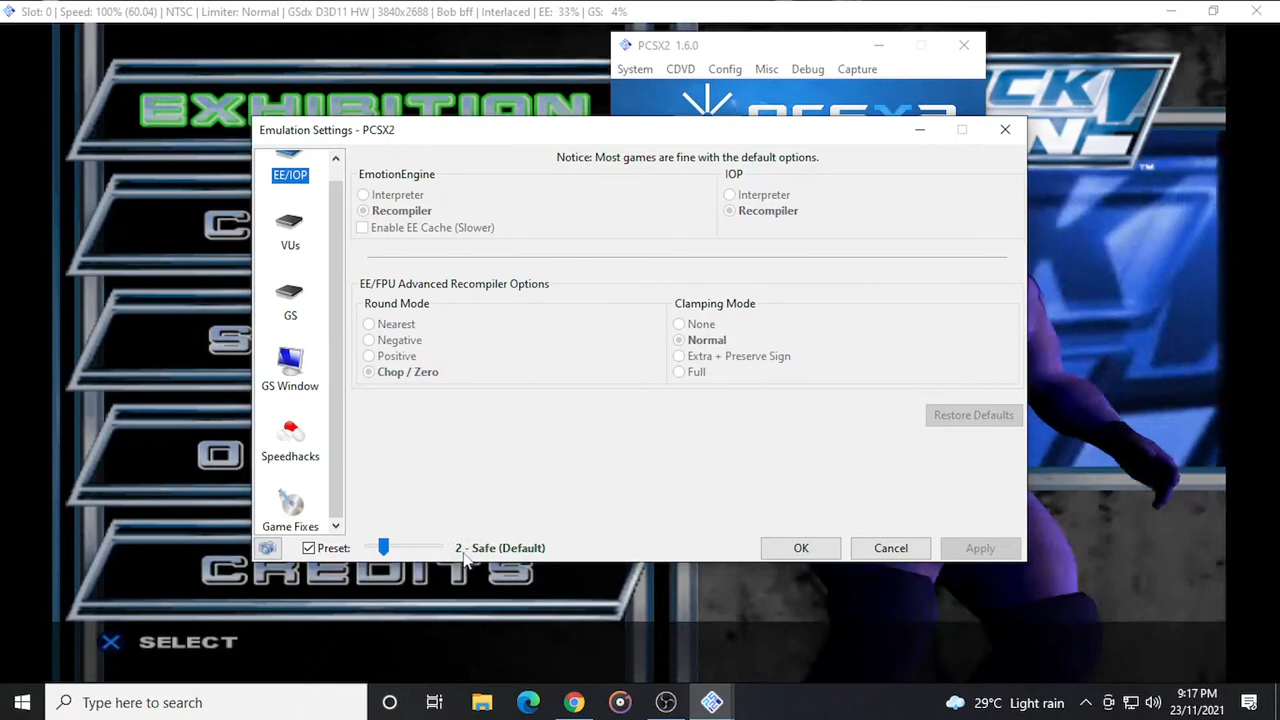 Slot: 0 | Speed: 100% (60.04) | NTSC | Limiter: Normal | GSdx D3D11 HW | 3840x2688 | Bob bff | Interlaced | EE: 33% | GS: 4%
PCSX2 1.6.0
System CDVD Config Misc Debug Capture
EXHIBITION
Emulation Settings - PCSX2
Notice: Most games are fine with the default options.
EE/IOP
VUs
GS
GS Window
Speedhacks
Game Fixes
EmotionEngine
Interpreter
Recompiler
Enable EE Cache (Slower)
IOP
Interpreter
Recompiler
EE/FPU Advanced Recompiler Options
Round Mode
Nearest
Negative
Positive
Chop / Zero
Clamping Mode
None
Normal
Extra + Preserve Sign
Full
Restore Defaults
Preset: 2 - Safe (Default)
OK Cancel Apply
CREDITS
SELECT
Type here to search
29°C Light rain
9:17 PM
23/11/2021